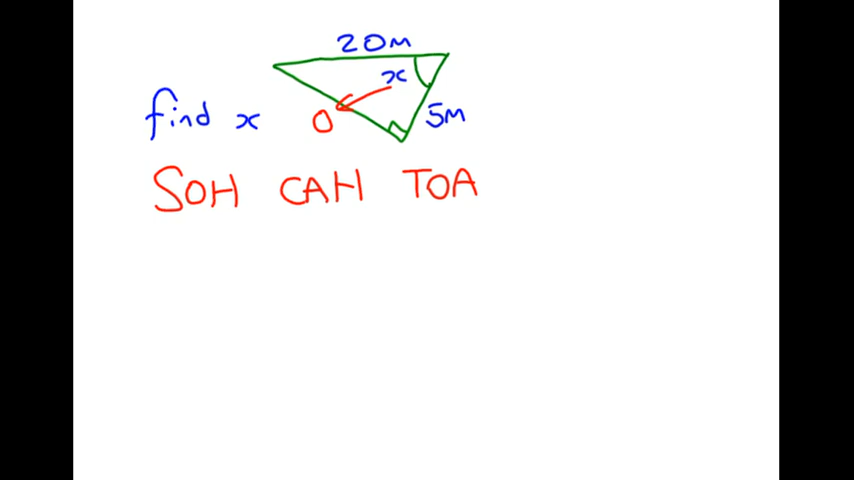 20m
x
find x
O
5m
SOH CAH TOA